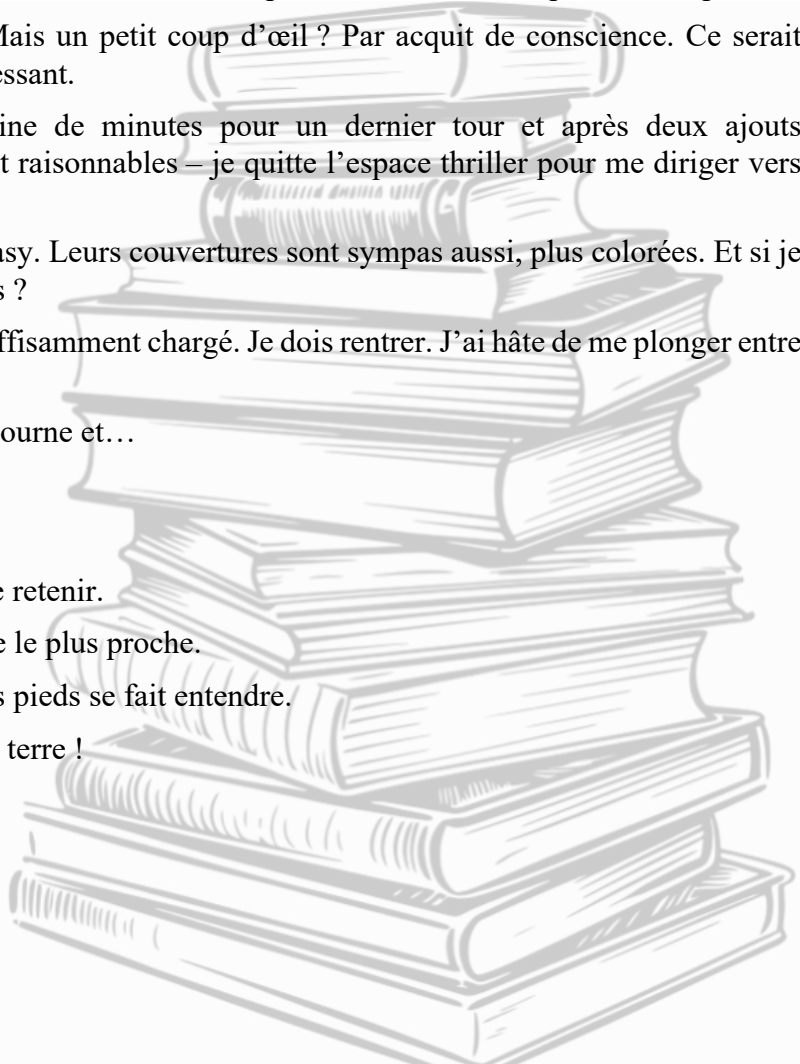 Mais un petit coup d’œil ? Par acquit de conscience. Ce serait
essant.
ine de minutes pour un dernier tour et après deux ajouts
t raisonnables – je quitte l’espace thriller pour me diriger vers
asy. Leurs couvertures sont sympas aussi, plus colorées. Et si je
s ?
ffisamment chargé. Je dois rentrer. J’ai hâte de me plonger entre
ourne et…
e retenir.
e le plus proche.
s pieds se fait entendre.
terre !